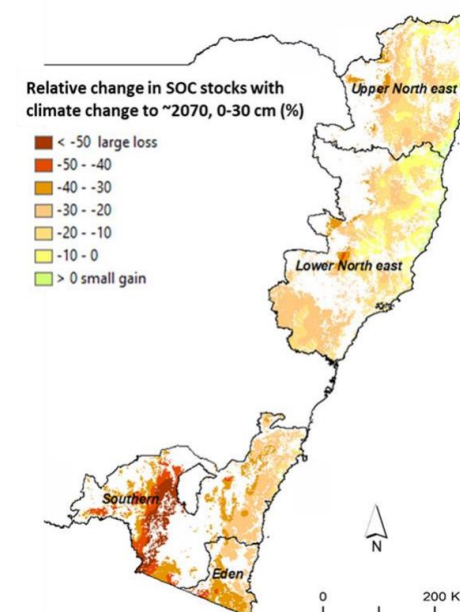 Upper North east
Relative change in SOC stocks with
climate change to ~2070, 0-30 cm (%)
< -50 large loss
-50 - -40
-40 - -30
-30 - -20
-20 - -10
-10 - 0
> 0 small gain
Lower North east
Southern
Eden
N
0 200 K